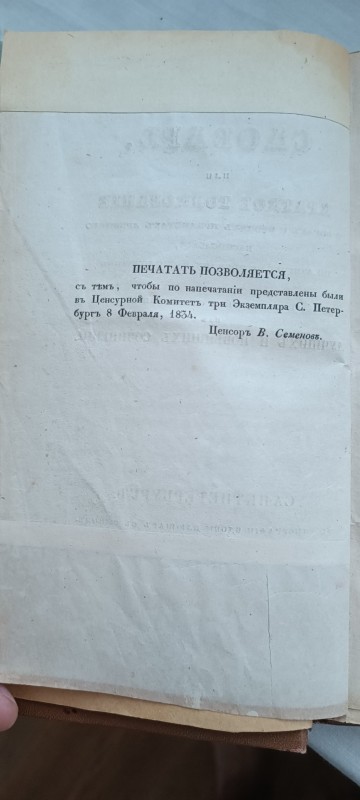 ПЕЧАТАТЬ ПОЗВОЛЯЕТСЯ,
съ тѣмъ, чтобы по напечатаніи представлены были
въ Ценсурной Комитетъ три Экземпляра С. Петер-
бургъ 8 Февраля, 1834.
Ценсоръ В. Семеновъ.